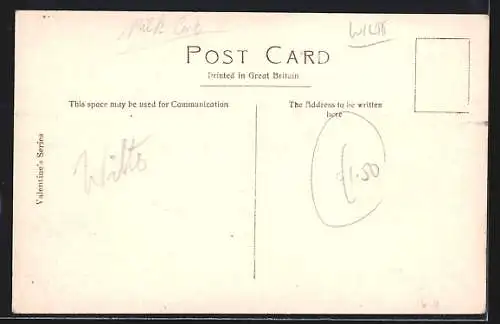 WILTS
POST CARD
Printed in Great Britain
This space may be used for Communication
The Address to be written
here
Valentine's Series
Wilts
£1.50